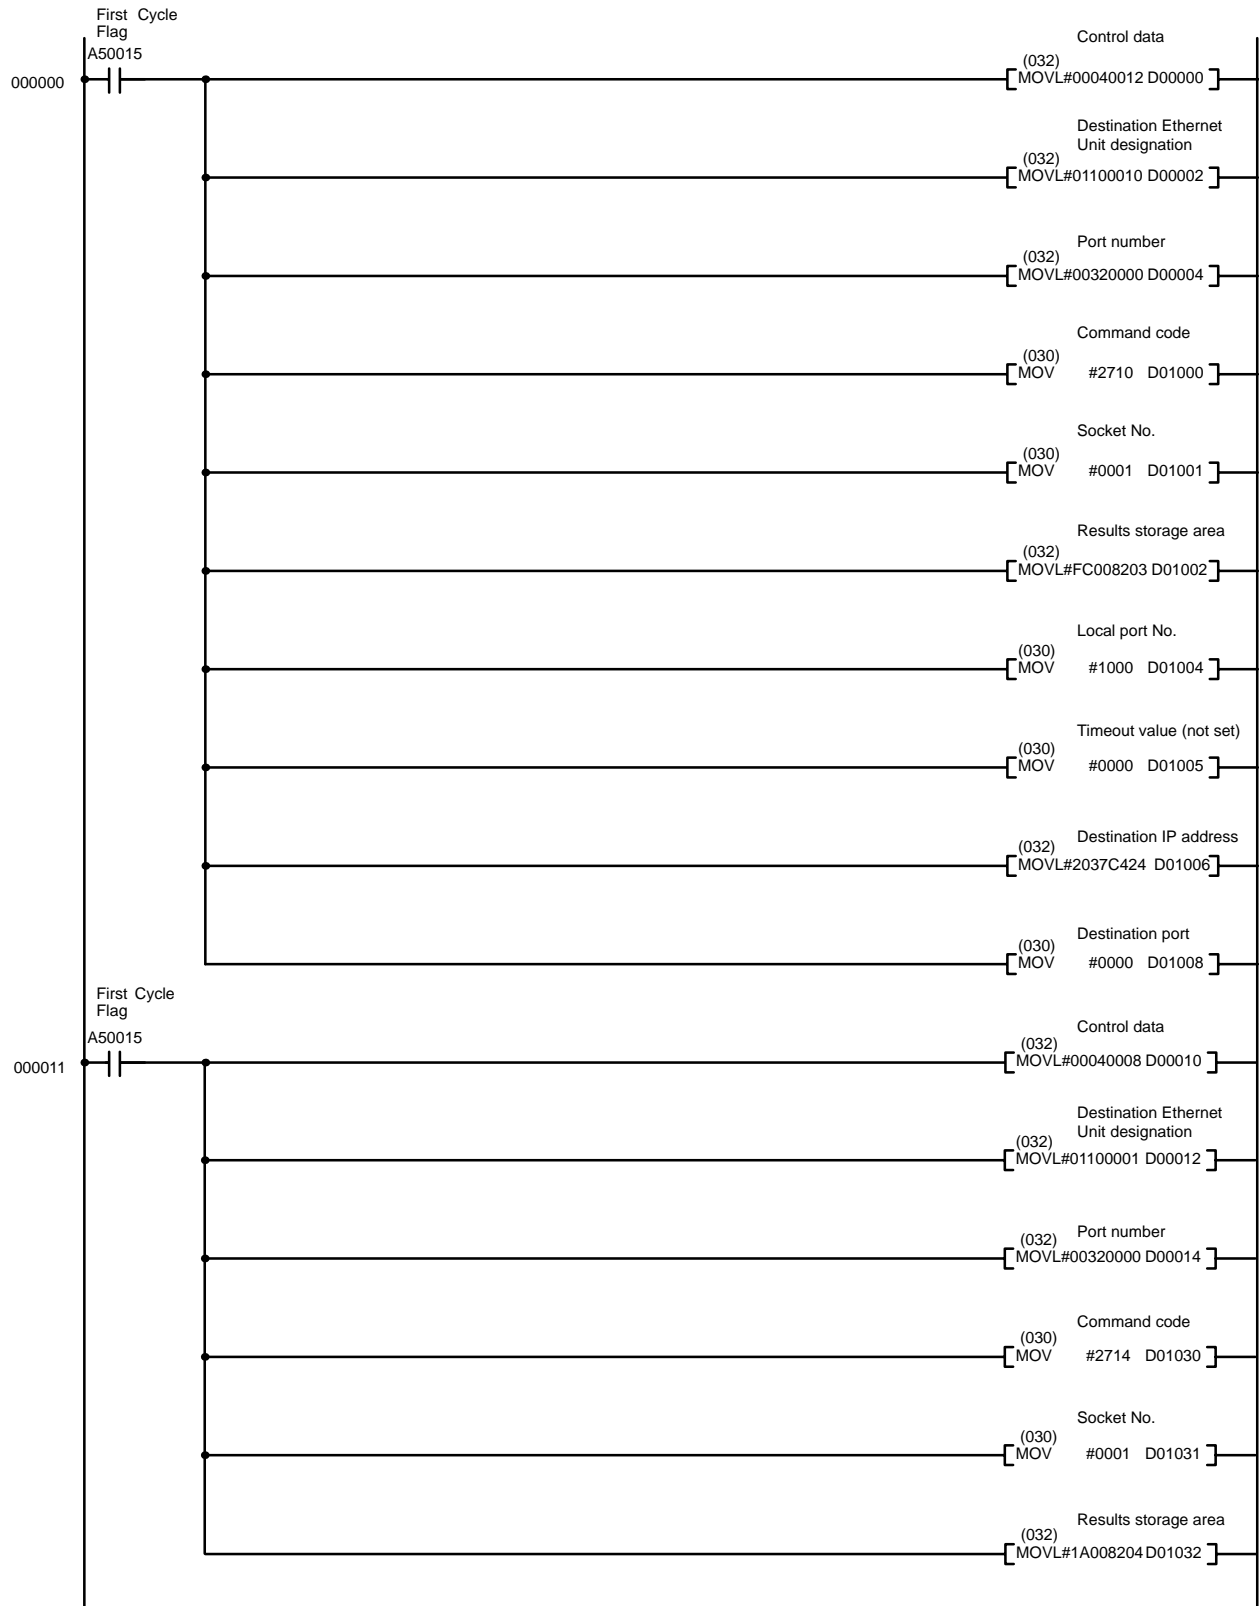 First Cycle
Flag
A50015
000000
Control data
(032)
MOVL#00040012 D00000
Destination Ethernet
Unit designation
(032)
MOVL#01100010 D00002
Port number
(032)
MOVL#00320000 D00004
Command code
(030)
MOV #2710 D01000
Socket No.
(030)
MOV #0001 D01001
Results storage area
(032)
MOVL#FC008203 D01002
Local port No.
(030)
MOV #1000 D01004
Timeout value (not set)
(030)
MOV #0000 D01005
Destination IP address
(032)
MOVL#2037C424 D01006
Destination port
(030)
MOV #0000 D01008
First Cycle
Flag
A50015
000011
Control data
(032)
MOVL#00040008 D00010
Destination Ethernet
Unit designation
(032)
MOVL#01100001 D00012
Port number
(032)
MOVL#00320000 D00014
Command code
(030)
MOV #2714 D01030
Socket No.
(030)
MOV #0001 D01031
Results storage area
(032)
MOVL#1A008204 D01032